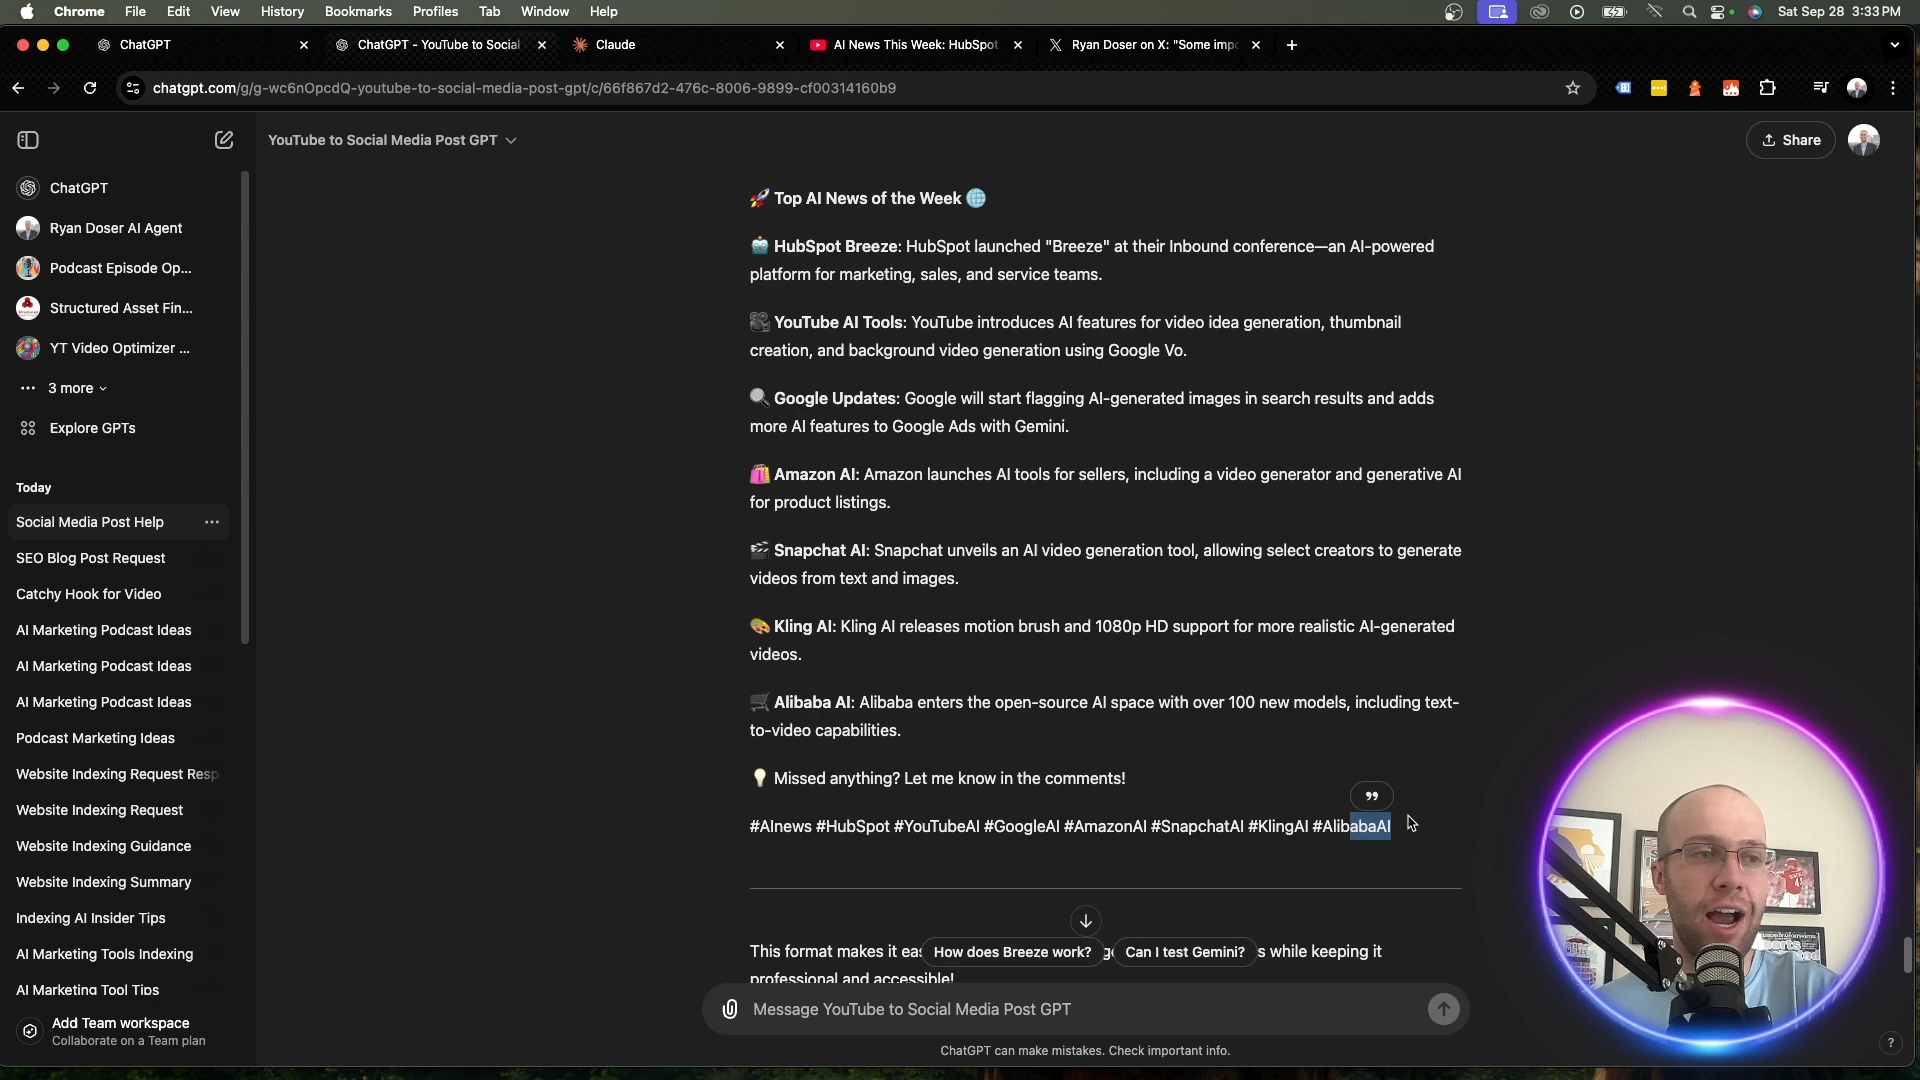 Chrome File Edit View History Bookmarks Profiles Tab Window Help
Sat Sep 28 3:33 PM
ChatGPT
ChatGPT - YouTube to Social
Claude
AI News This Week: HubSpot
Ryan Doser on X: "Some impo
chatgpt.com/g/g-wc6nOpcdQ-youtube-to-social-media-post-gpt/c/66f867d2-476c-8006-9899-cf00314160b9
YouTube to Social Media Post GPT
Share
ChatGPT
Ryan Doser AI Agent
Podcast Episode Op...
Structured Asset Fin...
YT Video Optimizer ...
3 more
Explore GPTs
Today
Social Media Post Help
SEO Blog Post Request
Catchy Hook for Video
AI Marketing Podcast Ideas
AI Marketing Podcast Ideas
AI Marketing Podcast Ideas
Podcast Marketing Ideas
Website Indexing Request Resp
Website Indexing Request
Website Indexing Guidance
Website Indexing Summary
Indexing AI Insider Tips
AI Marketing Tools Indexing
AI Marketing Tool Tips
Add Team workspace
Collaborate on a Team plan
🚀 Top AI News of the Week 🌐
🤖 HubSpot Breeze: HubSpot launched "Breeze" at their Inbound conference—an AI-powered
platform for marketing, sales, and service teams.
🎥 YouTube AI Tools: YouTube introduces AI features for video idea generation, thumbnail
creation, and background video generation using Google Vo.
🔍 Google Updates: Google will start flagging AI-generated images in search results and adds
more AI features to Google Ads with Gemini.
🛍️ Amazon AI: Amazon launches AI tools for sellers, including a video generator and generative AI
for product listings.
🎬 Snapchat AI: Snapchat unveils an AI video generation tool, allowing select creators to generate
videos from text and images.
🎨 Kling AI: Kling AI releases motion brush and 1080p HD support for more realistic AI-generated
videos.
🛒 Alibaba AI: Alibaba enters the open-source AI space with over 100 new models, including text-
to-video capabilities.
💡 Missed anything? Let me know in the comments!
#AInews #HubSpot #YouTubeAI #GoogleAI #AmazonAI #SnapchatAI #KlingAI #AlibabaAI
This format makes it
How does Breeze work?
Can I test Gemini?
s while keeping it
professional and accessible!
Message YouTube to Social Media Post GPT
ChatGPT can make mistakes. Check important info.
?